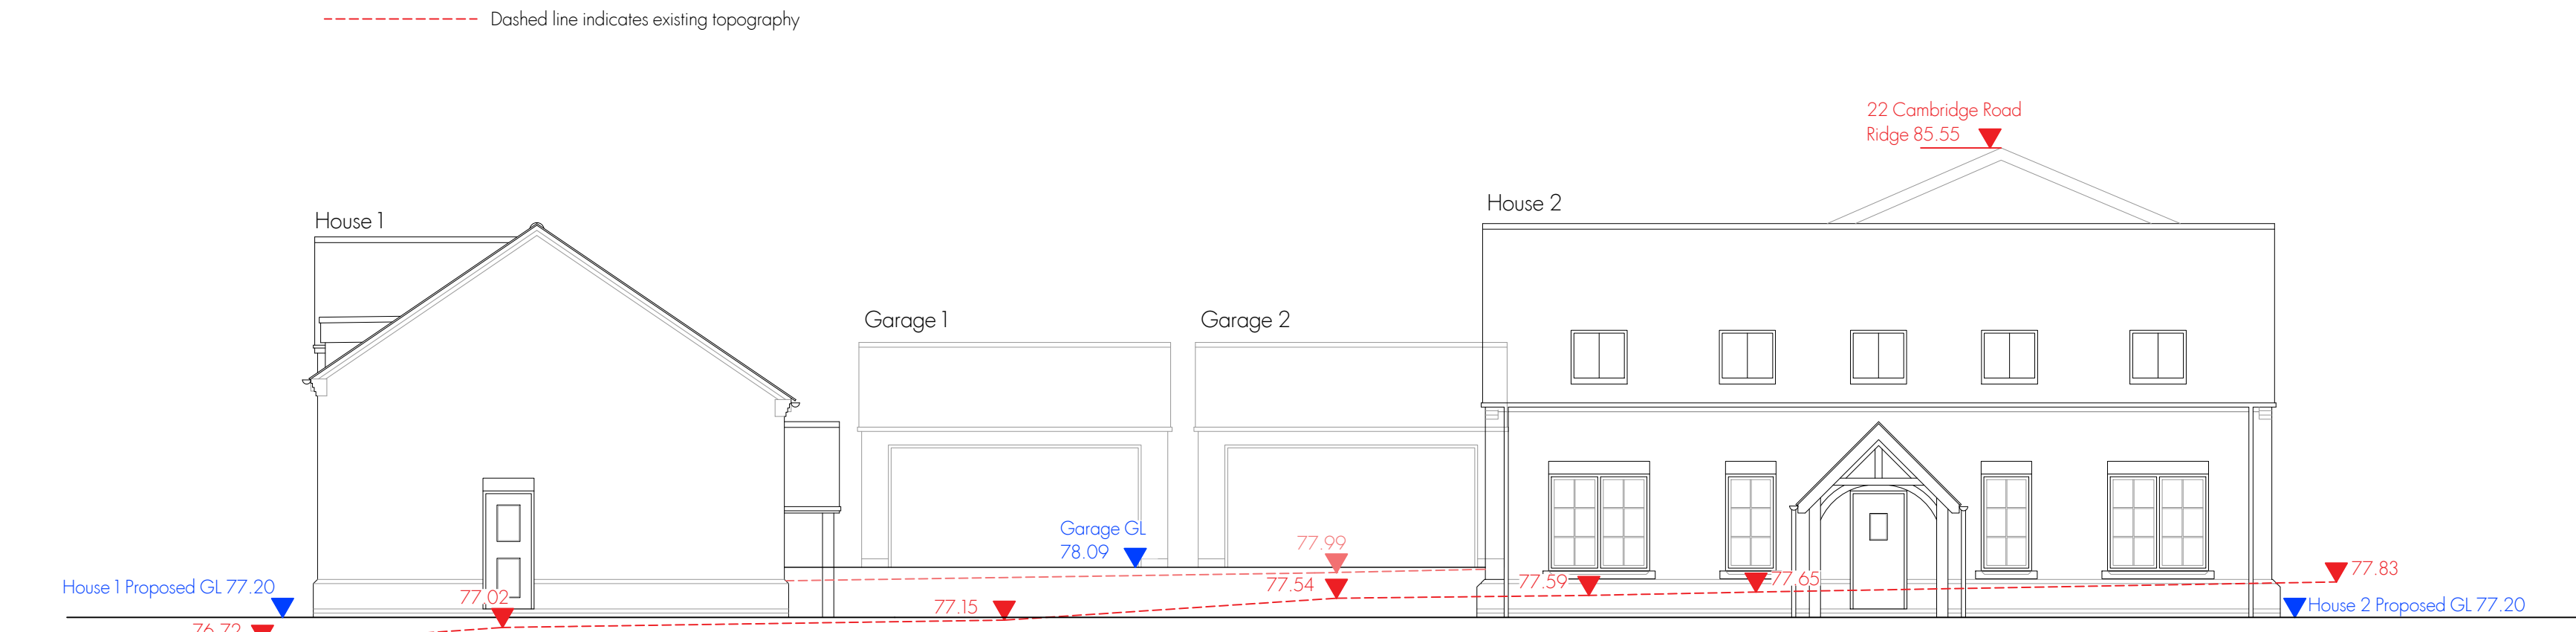 Dashed line indicates existing topography
22 Cambridge Road
Ridge 85.55
House 1
House 2
Garage 1
Garage 2
Garage GL
78.09
77.99
77.54
77.59
77.65
77.83
House 1 Proposed GL 77.20
77.02
77.15
House 2 Proposed GL 77.20
76.72